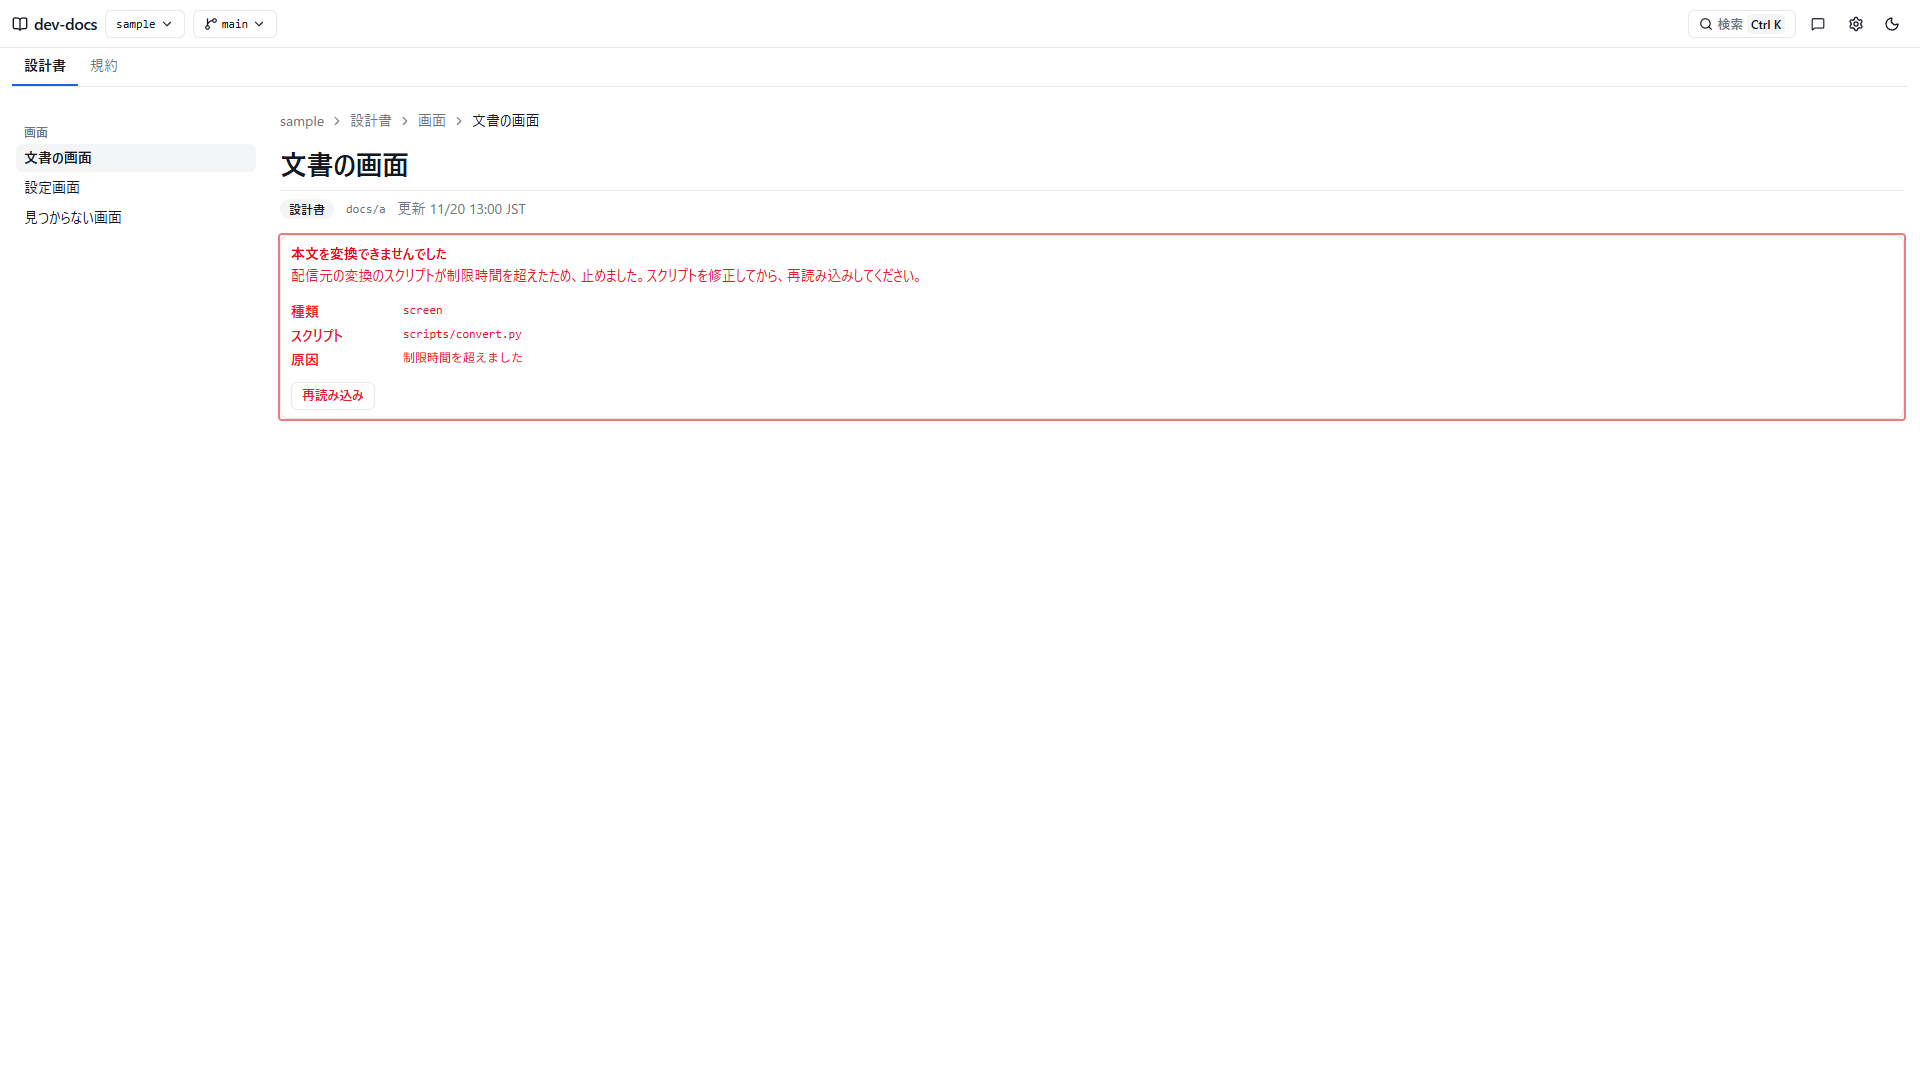 dev-docs sample main 検索 Ctrl K
設計書 規約
画面
文書の画面
設定画面
見つからない画面
sample 設計書 画面 文書の画面
文書の画面
設計書 docs/a 更新 11/20 13:00 JST
本文を変換できませんでした
配信元の変換のスクリプトが制限時間を超えたため、止めました。スクリプトを修正してから、再読み込みしてください。
種類 screen
スクリプト scripts/convert.py
原因 制限時間を超えました
再読み込み